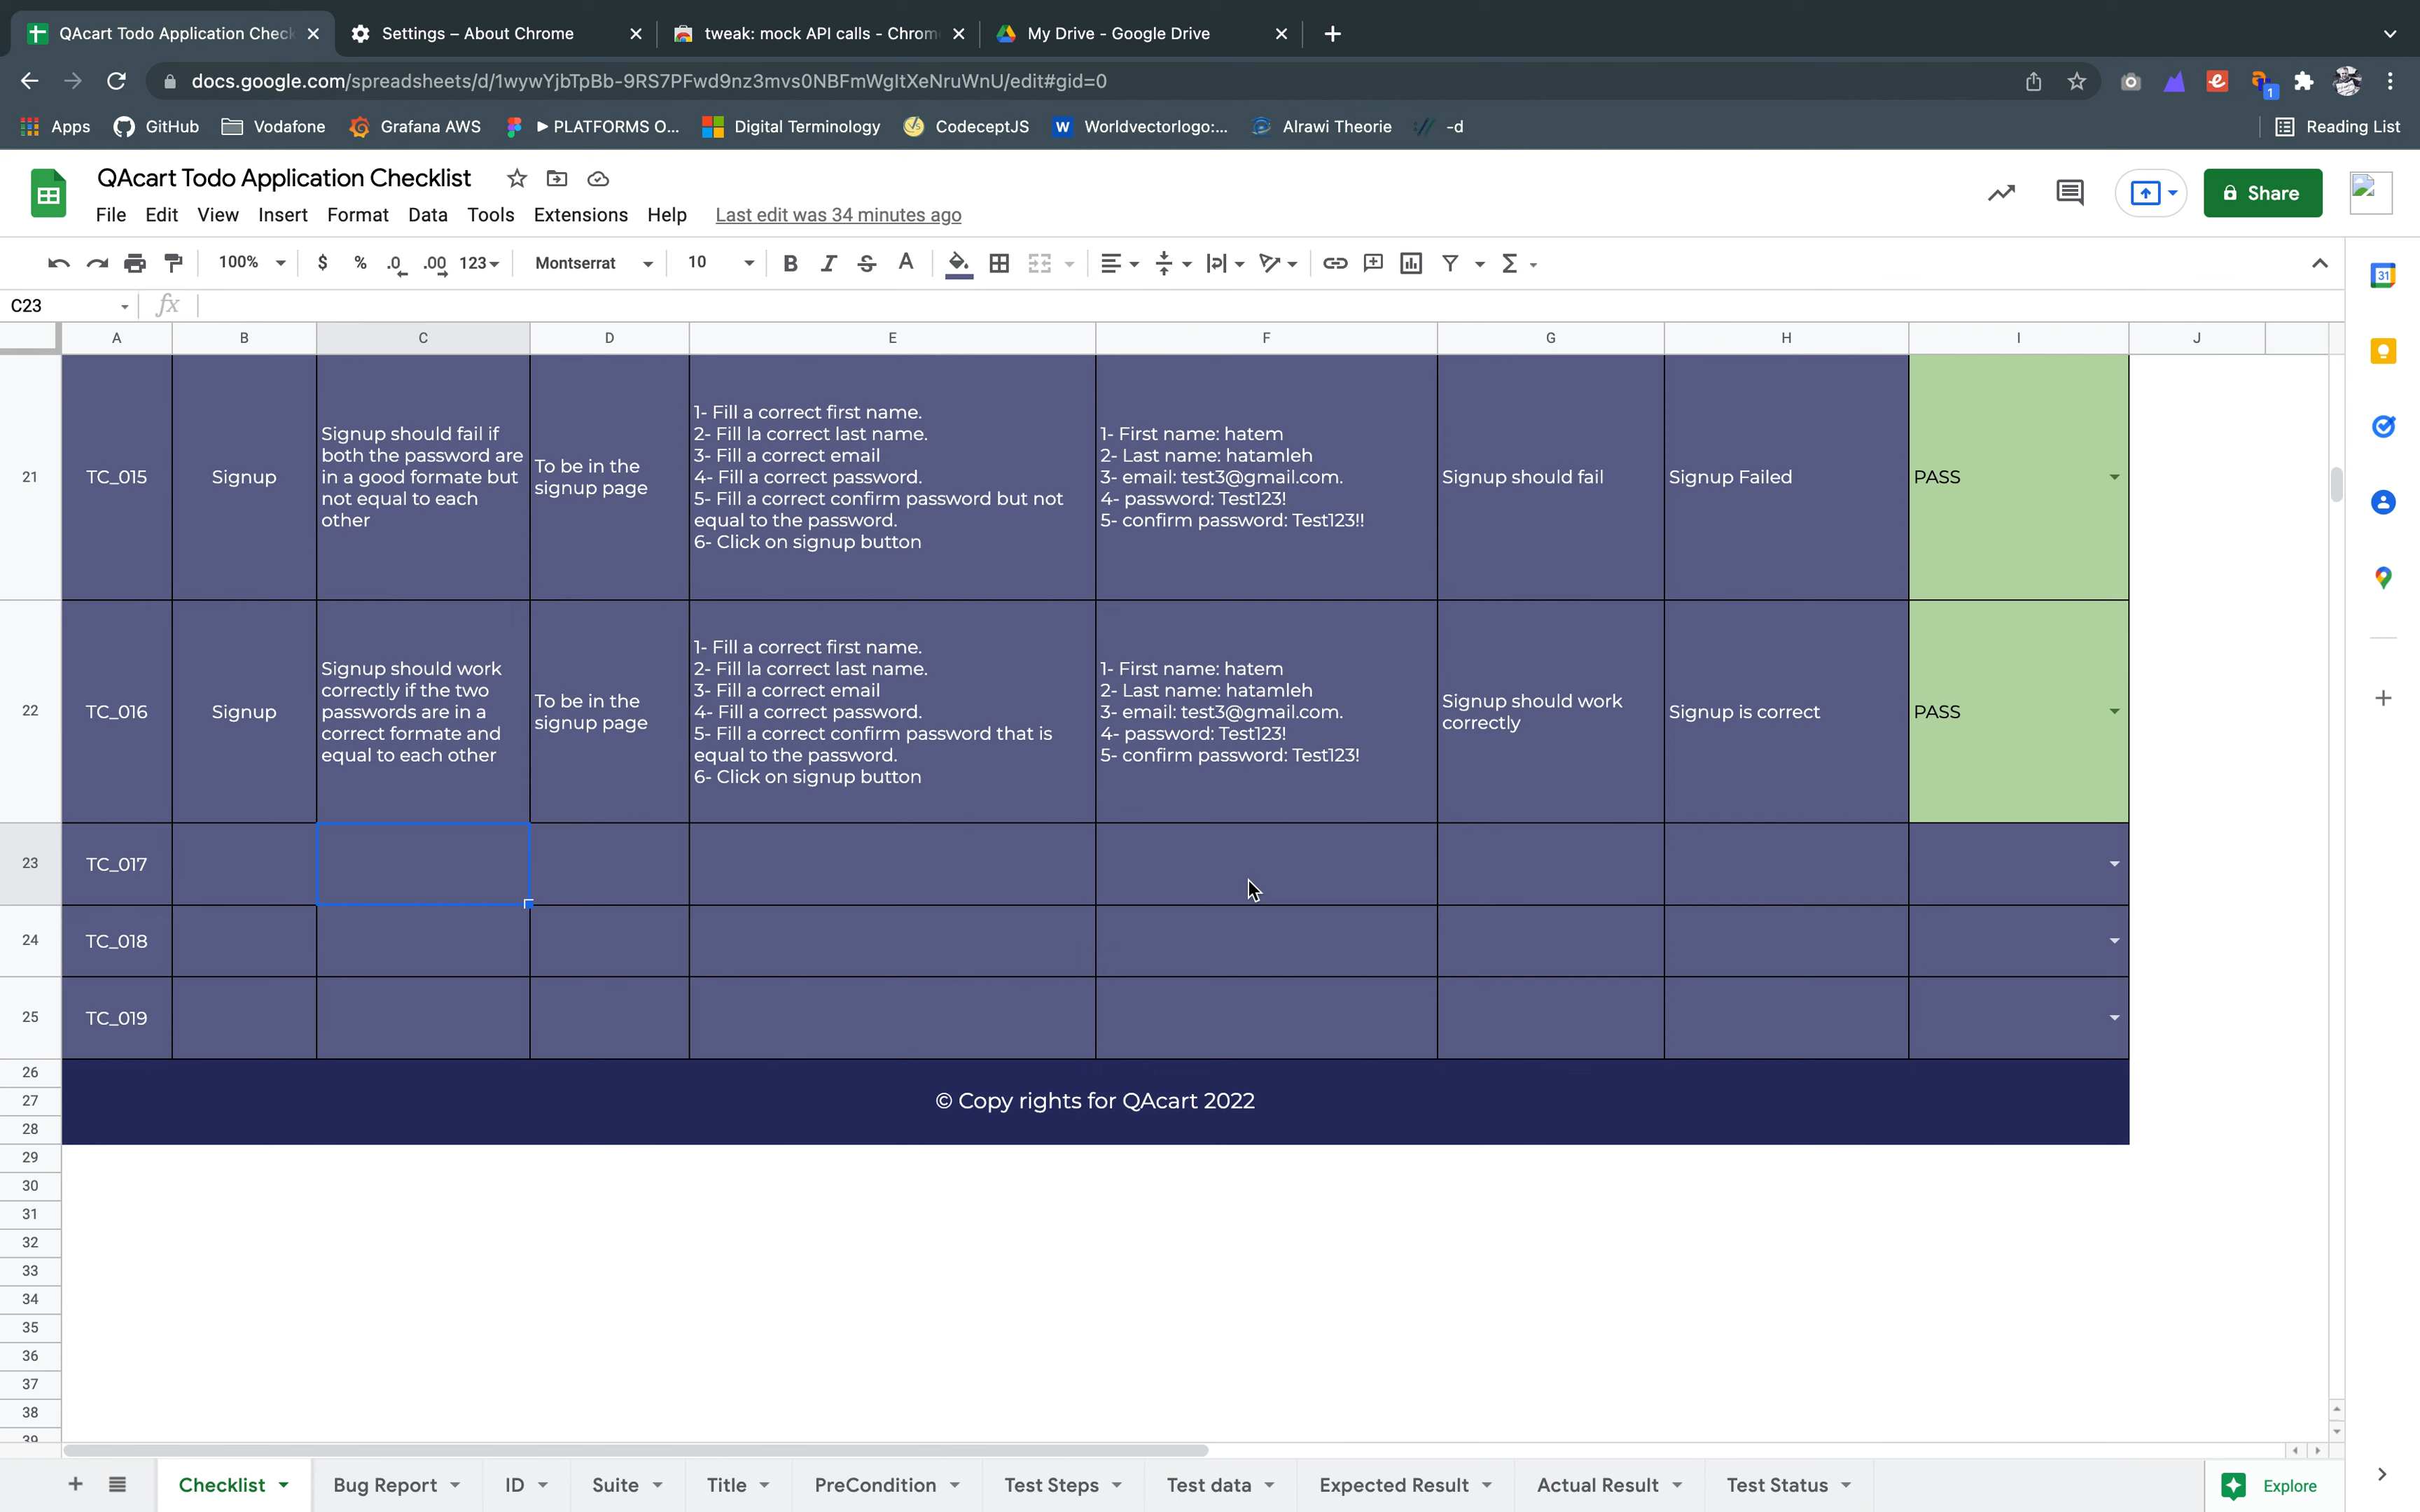 QAcart Todo Application Check
Settings – About Chrome
tweak: mock API calls - Chrom
My Drive - Google Drive
docs.google.com/spreadsheets/d/1wywYjbTpBb-9RS7PFwd9nz3mvs0NBFmWgItXeNruWnU/edit#gid=0
1
Apps
GitHub
Vodafone
Grafana AWS
►PLATFORMS O...
Digital Terminology
CodeceptJS
Worldvectorlogo:...
Alrawi Theorie
-d
Reading List
QAcart Todo Application Checklist
File Edit View Insert Format Data Tools Extensions Help Last edit was 34 minutes ago
Share
100% $ % .0 .00 123 Montserrat 10
C23
fx
31
A B C D E F G H I J
21
TC_015
Signup
Signup should fail if
both the password are
in a good formate but
not equal to each
other
To be in the
signup page
1- Fill a correct first name.
2- Fill la correct last name.
3- Fill a correct email
4- Fill a correct password.
5- Fill a correct confirm password but not
equal to the password.
6- Click on signup button
1- First name: hatem
2- Last name: hatamleh
3- email: test3@gmail.com.
4- password: Test123!
5- confirm password: Test123!!
Signup should fail
Signup Failed
PASS
22
TC_016
Signup
Signup should work
correctly if the two
passwords are in a
correct formate and
equal to each other
To be in the
signup page
1- Fill a correct first name.
2- Fill la correct last name.
3- Fill a correct email
4- Fill a correct password.
5- Fill a correct confirm password that is
equal to the password.
6- Click on signup button
1- First name: hatem
2- Last name: hatamleh
3- email: test3@gmail.com.
4- password: Test123!
5- confirm password: Test123!
Signup should work
correctly
Signup is correct
PASS
23
TC_017
24
TC_018
25
TC_019
26
27
© Copy rights for QAcart 2022
28
29
30
31
32
33
34
35
36
37
38
39
Checklist
Bug Report
ID
Suite
Title
PreCondition
Test Steps
Test data
Expected Result
Actual Result
Test Status
Explore